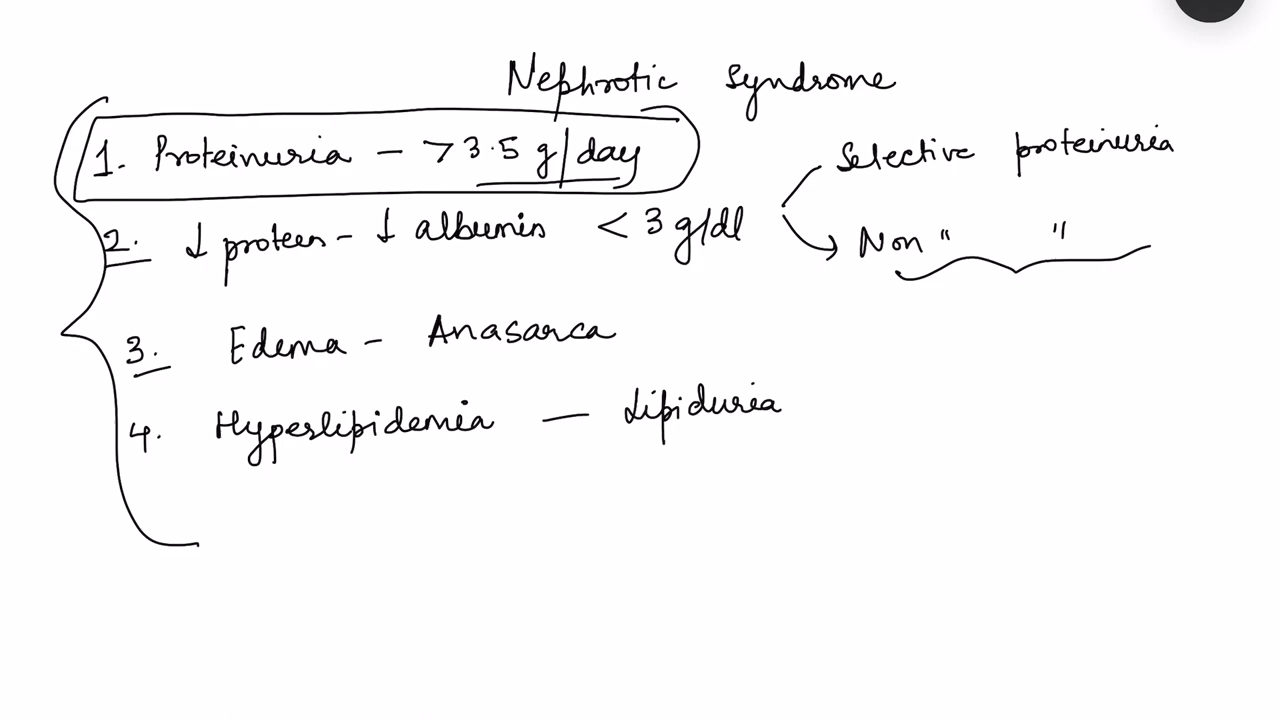 Nephrotic syndrome
1. Proteinuria - > 3.5 g/day
Selective proteinuria
2. ↓ protein - ↓ albumin < 3 g/dl
Non " "
3. Edema - Anasarca
4. Hyperlipidemia - Lipiduria